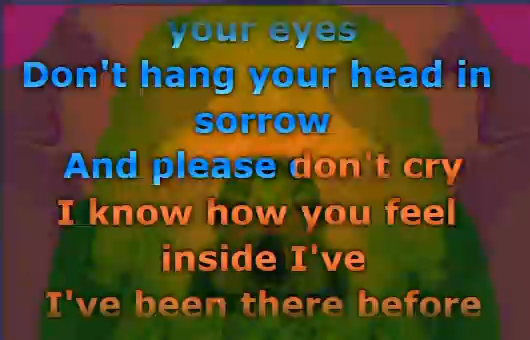 your eyes
Don't hang your head in
sorrow
And please don't cry
I know how you feel
inside I've
I've been there before